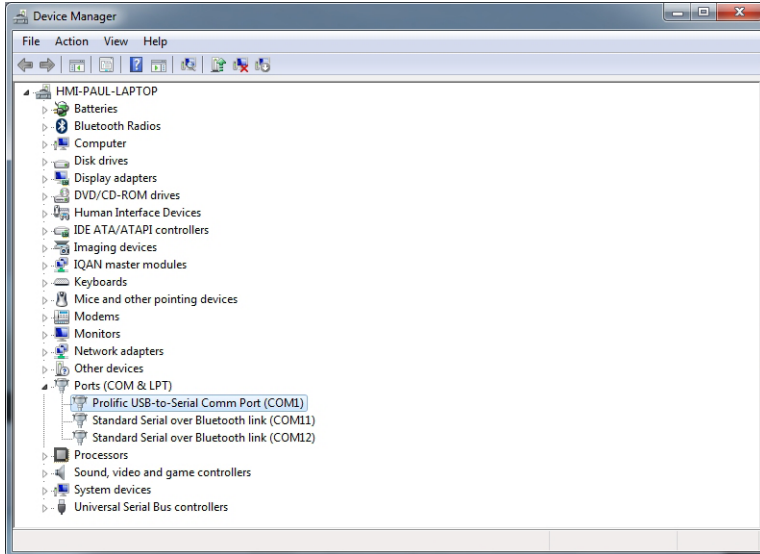 Device Manager
File Action View Help
HMI-PAUL-LAPTOP
Batteries
Bluetooth Radios
Computer
Disk drives
Display adapters
DVD/CD-ROM drives
Human Interface Devices
IDE ATA/ATAPI controllers
Imaging devices
IQAN master modules
Keyboards
Mice and other pointing devices
Modems
Monitors
Network adapters
Other devices
Ports (COM & LPT)
Prolific USB-to-Serial Comm Port (COM1)
Standard Serial over Bluetooth link (COM11)
Standard Serial over Bluetooth link (COM12)
Processors
Sound, video and game controllers
System devices
Universal Serial Bus controllers